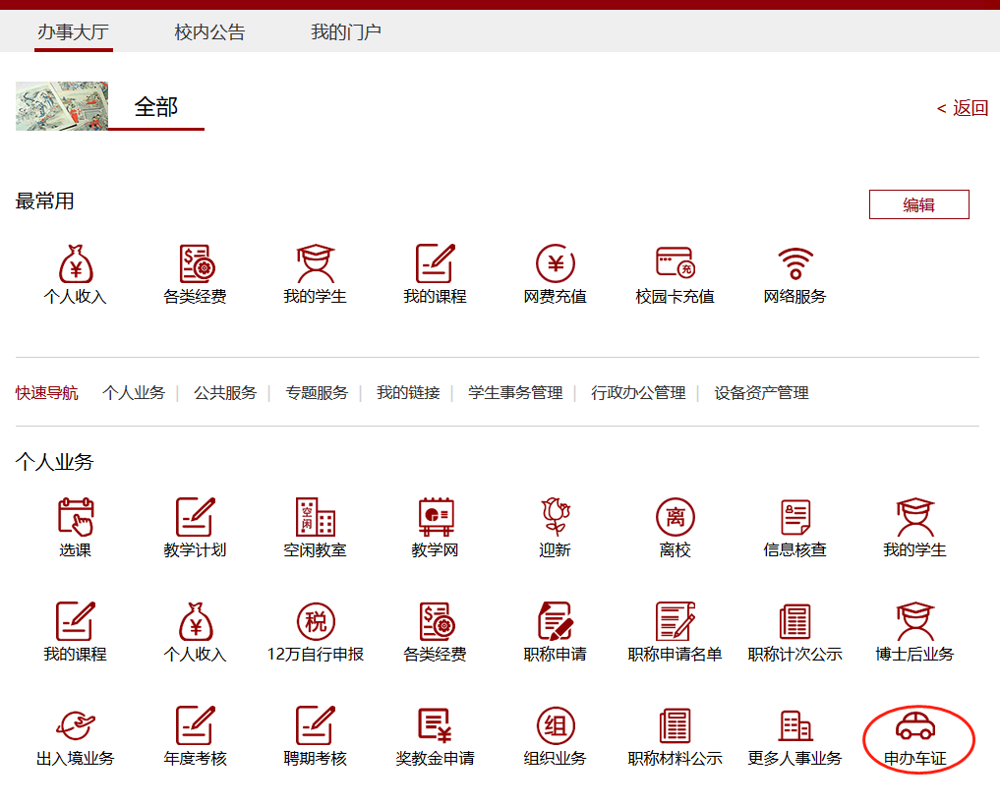 办事大厅 校内公告 我的门户
全部 < 返回
最常用 编辑
充
个人收入 各类经费 我的学生 我的课程 网费充值 校园卡充值 网络服务
快速导航 个人业务 | 公共服务 | 专题服务 | 我的链接 | 学生事务管理 | 行政办公管理 | 设备资产管理
个人业务
空闲 离
选课 教学计划 空闲教室 教学网 迎新 离校 信息核查 我的学生
税
我的课程 个人收入 12万自行申报 各类经费 职称申请 职称申请名单 职称计次公示 博士后业务
组
出入境业务 年度考核 聘期考核 奖教金申请 组织业务 职称材料公示 更多人事业务 申办车证